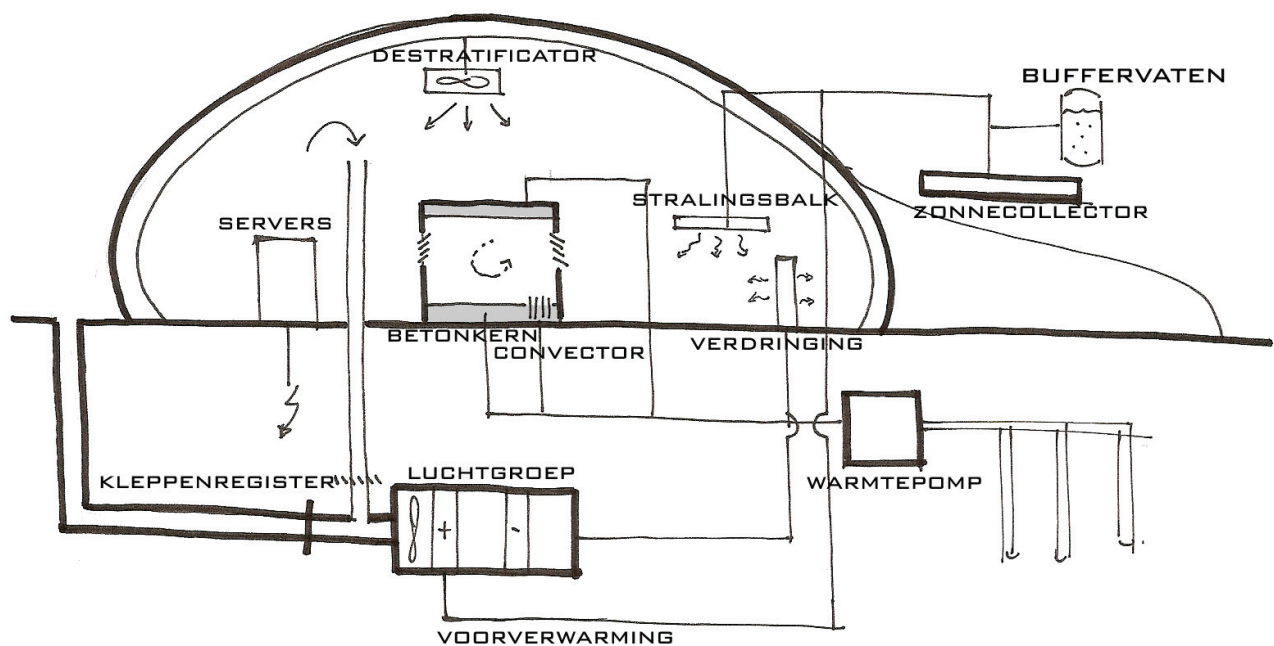 DESTRATIFICATOR
BUFFERVATEN
STRALINGSBALK
ZONNECOLLECTOR
SERVERS
BETONKERN
CONVECTOR
VERDRINGING
KLEPPENREGISTER
LUCHTGROEP
WARMTEPOMP
+
-
VOORVERWARMING